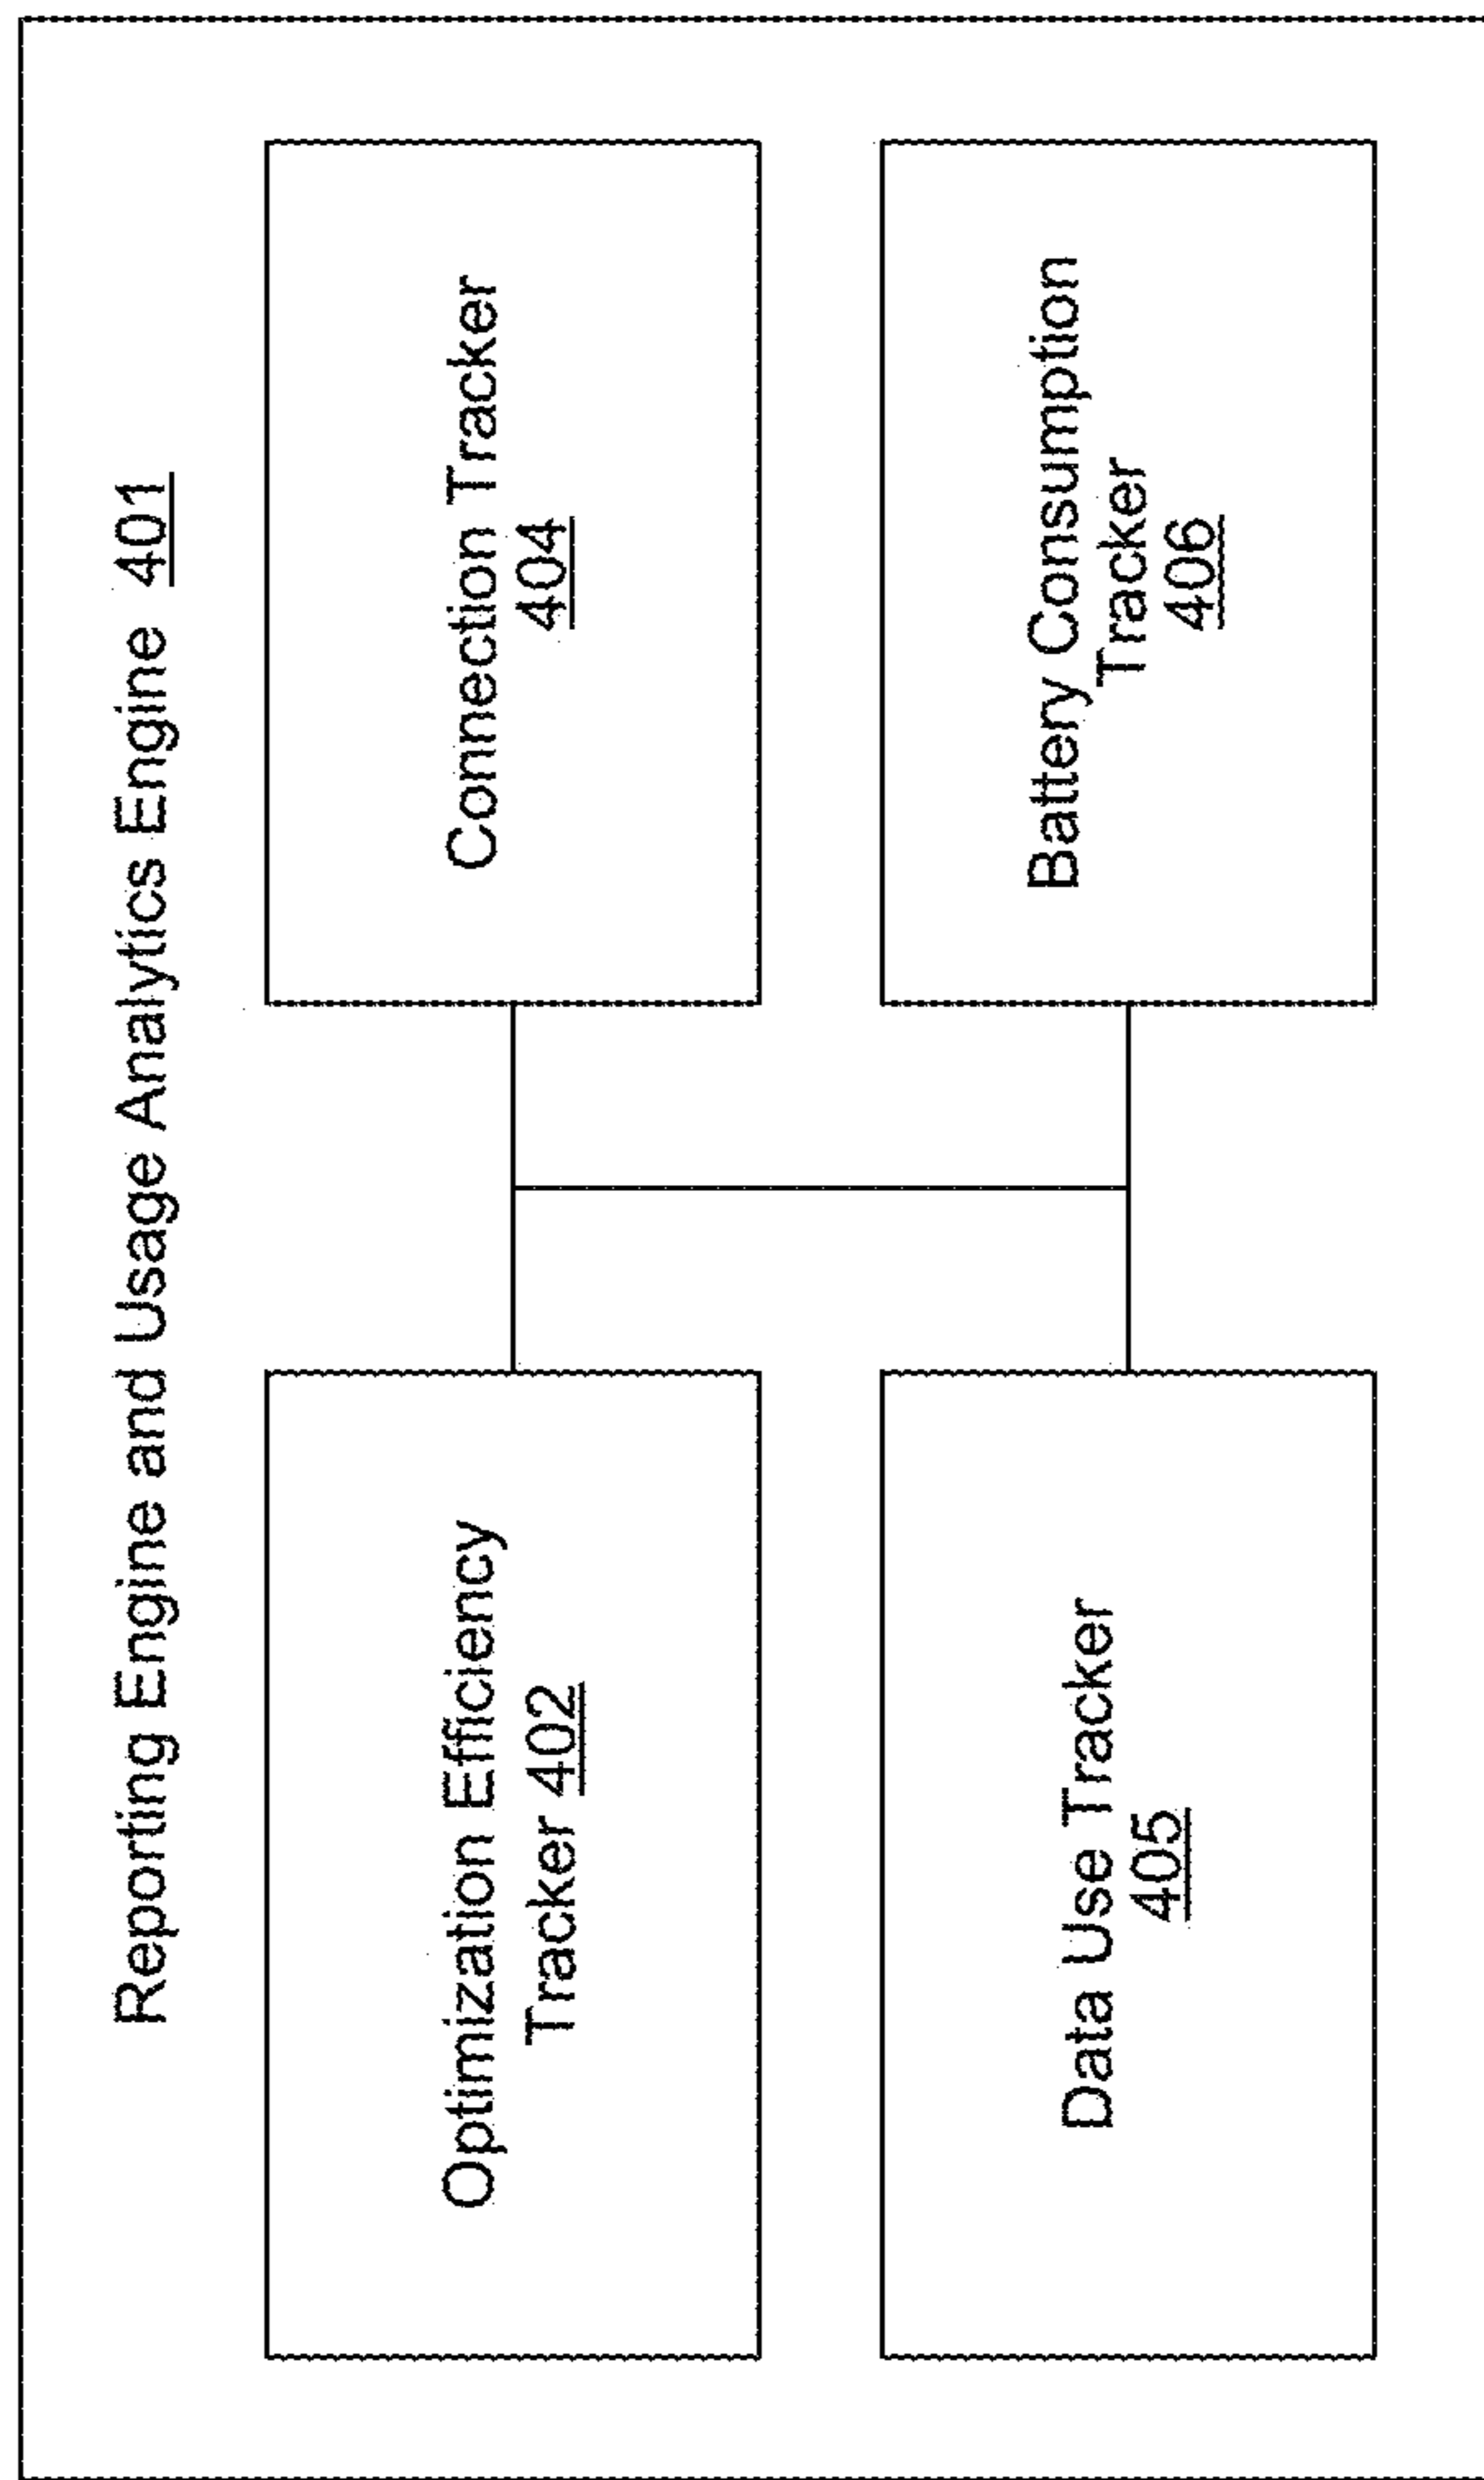 Reporting Engine and Usage Analytics Engine 401
Optimization Efficiency
Tracker 402
Connection Tracker
404
Data Use Tracker
405
Battery Consumption
Tracker
406